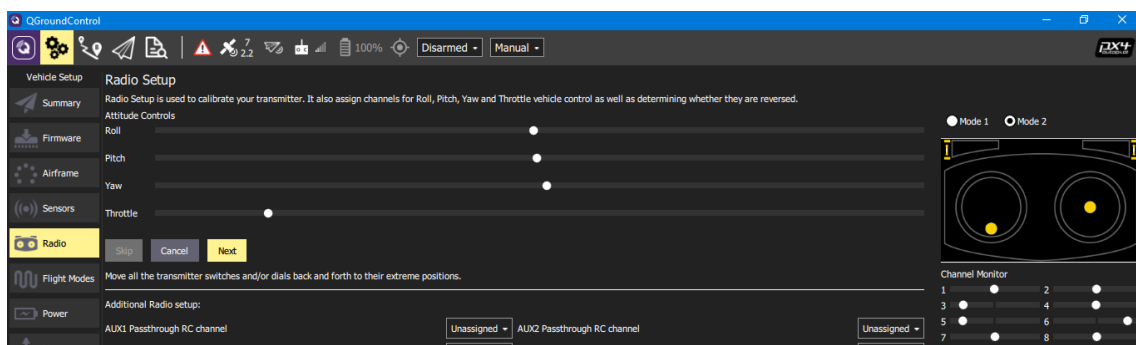 QGroundControl
7
2.2
100%
Disarmed
Manual
px4
autopilot
Vehicle Setup
Radio Setup
Summary
Radio Setup is used to calibrate your transmitter. It also assign channels for Roll, Pitch, Yaw and Throttle vehicle control as well as determining whether they are reversed.
Attitude Controls
Mode 1 Mode 2
Roll
Firmware
Pitch
Airframe
Yaw
Sensors
Throttle
Radio
Skip Cancel Next
Flight Modes
Move all the transmitter switches and/or dials back and forth to their extreme positions.
Channel Monitor
1 2
Additional Radio setup:
3 4
Power
5 6
AUX1 Passthrough RC channel Unassigned AUX2 Passthrough RC channel Unassigned
7 8